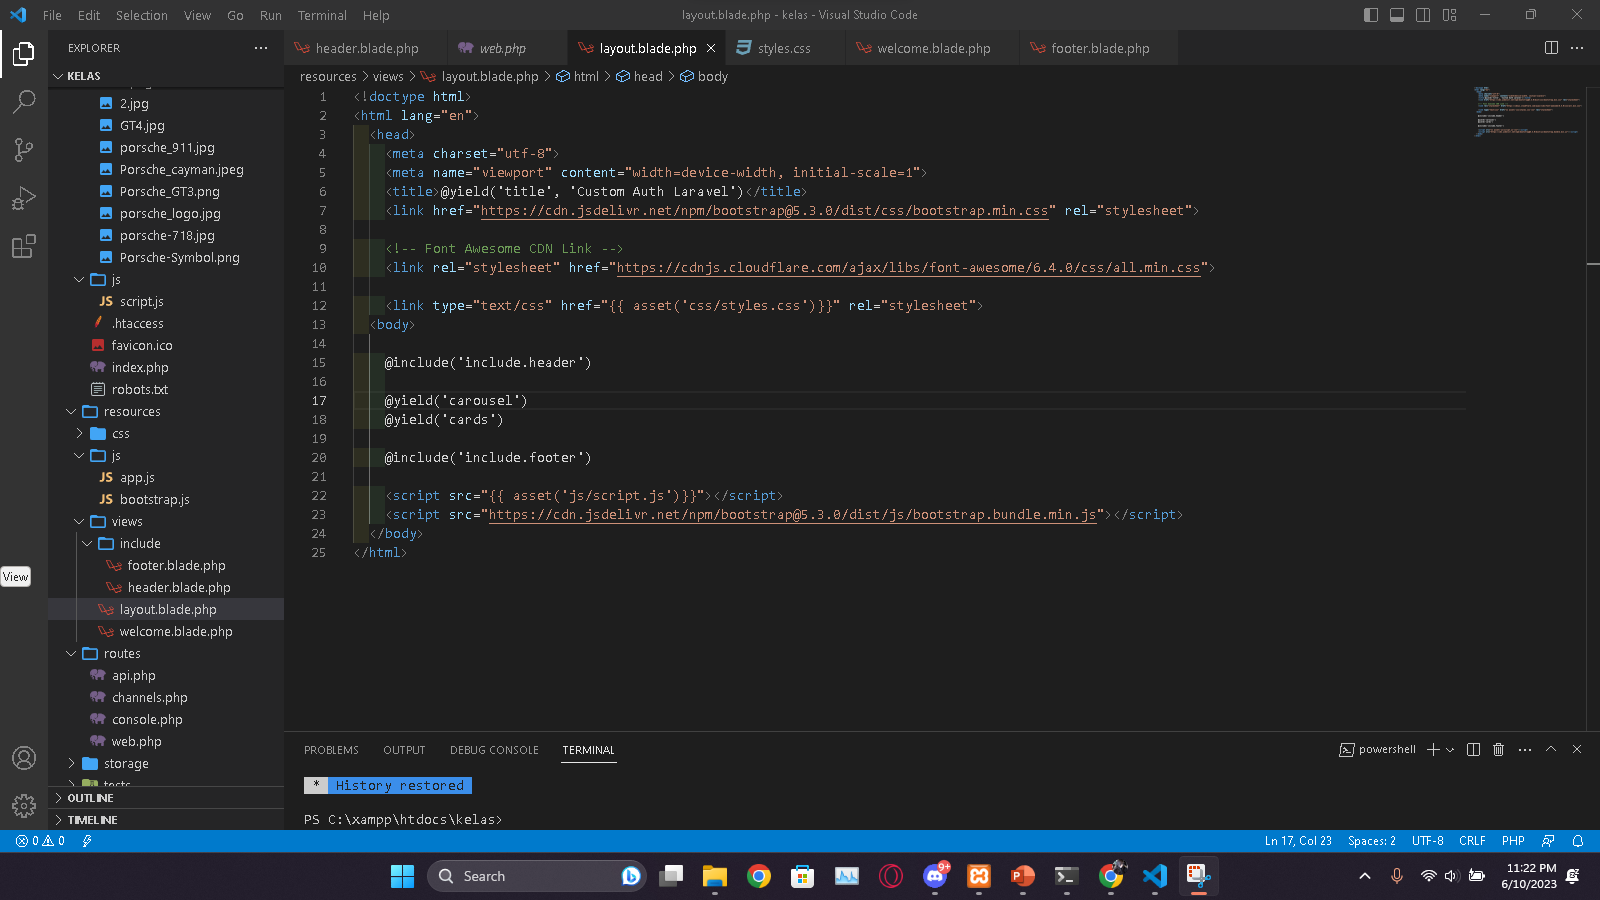 File Edit Selection View Go Run Terminal Help
layout.blade.php - kelas - Visual Studio Code
EXPLORER
KELAS
2.jpg
GT4.jpg
porsche_911.jpg
Porsche_cayman.jpeg
Porsche_GT3.png
porsche_logo.jpg
porsche-718.jpg
Porsche-Symbol.png
js
JS script.js
.htaccess
favicon.ico
index.php
robots.txt
resources
css
js
JS app.js
JS bootstrap.js
views
include
footer.blade.php
header.blade.php
layout.blade.php
welcome.blade.php
routes
api.php
channels.php
console.php
web.php
storage
tests
OUTLINE
TIMELINE
View
header.blade.php web.php layout.blade.php styles.css welcome.blade.php footer.blade.php
resources > views > layout.blade.php > html > head > body
1 <!doctype html>
2 <html lang="en">
3 <head>
4 <meta charset="utf-8">
5 <meta name="viewport" content="width=device-width, initial-scale=1">
6 <title>@yield('title', 'Custom Auth Laravel')</title>
7 <link href="https://cdn.jsdelivr.net/npm/bootstrap@5.3.0/dist/css/bootstrap.min.css" rel="stylesheet">
8
9 <!-- Font Awesome CDN Link -->
10 <link rel="stylesheet" href="https://cdnjs.cloudflare.com/ajax/libs/font-awesome/6.4.0/css/all.min.css">
11
12 <link type="text/css" href="{{ asset('css/styles.css')}}" rel="stylesheet">
13 <body>
14
15 @include('include.header')
16
17 @yield('carousel')
18 @yield('cards')
19
20 @include('include.footer')
21
22 <script src="{{ asset('js/script.js')}}"></script>
23 <script src="https://cdn.jsdelivr.net/npm/bootstrap@5.3.0/dist/js/bootstrap.bundle.min.js"></script>
24 </body>
25 </html>
PROBLEMS OUTPUT DEBUG CONSOLE TERMINAL
powershell
* History restored
PS C:\xampp\htdocs\kelas>
0 0
Ln 17, Col 23 Spaces: 2 UTF-8 CRLF PHP
Search
9+
11:22 PM
6/10/2023